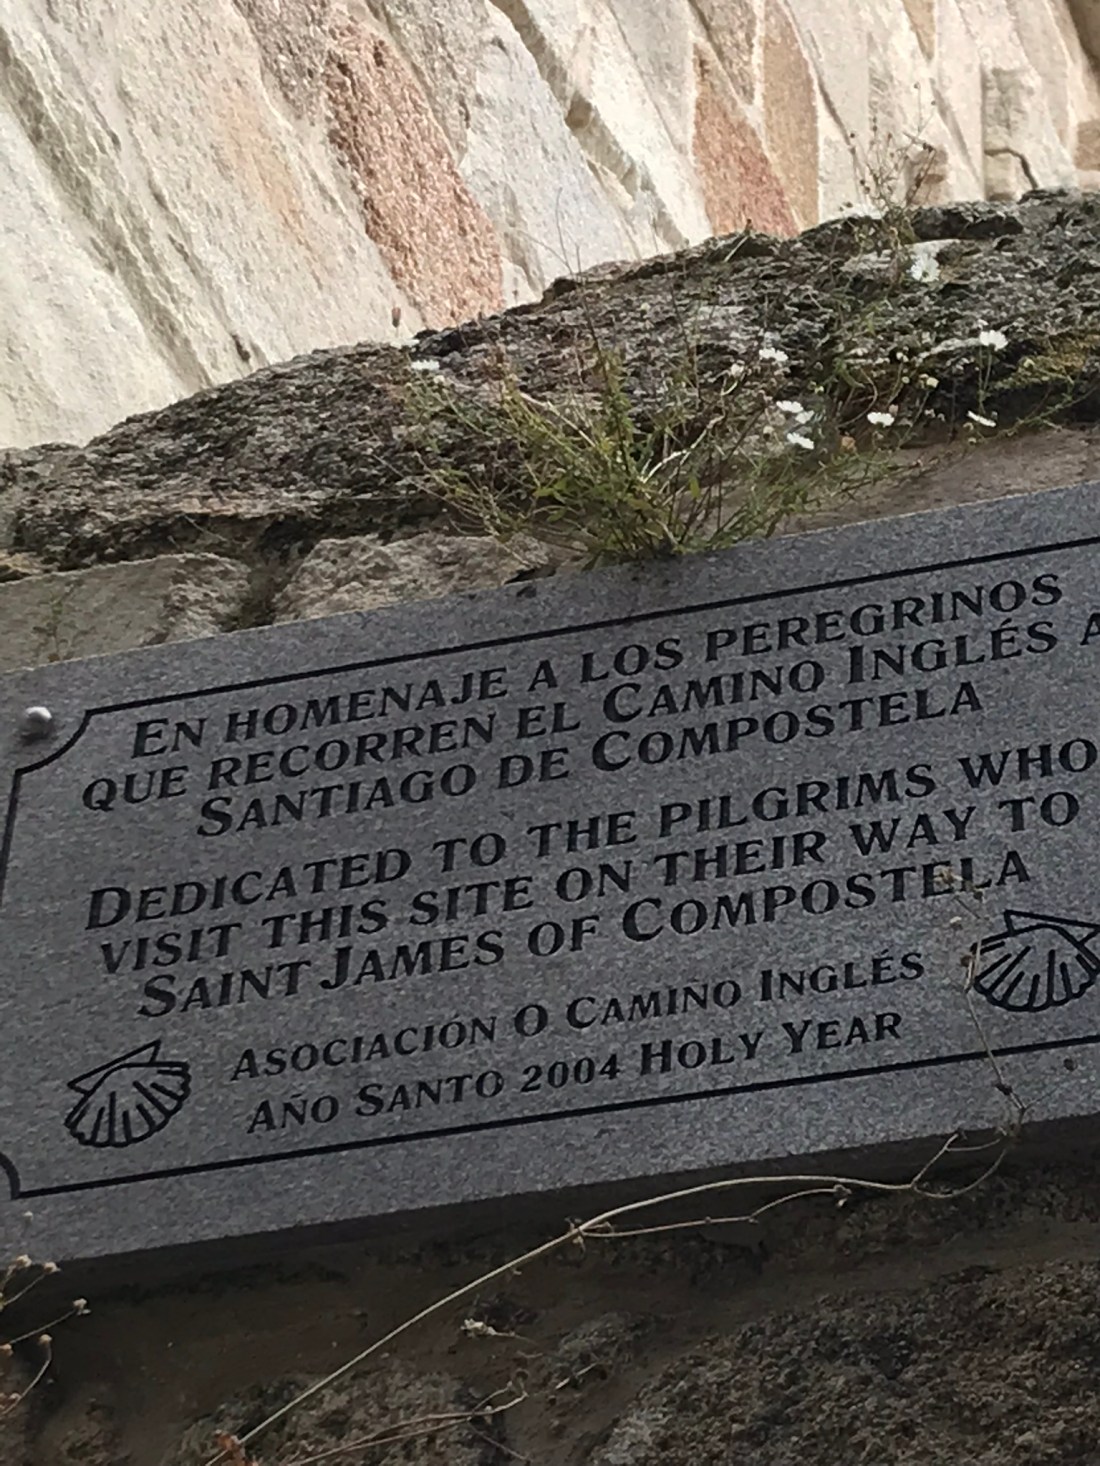 EN HOMENAJE A LOS PEREGRINOS
QUE RECORREN EL CAMINO INGLÉS A
SANTIAGO DE COMPOSTELA
DEDICATED TO THE PILGRIMS WHO
VISIT THIS SITE ON THEIR WAY TO
SAINT JAMES OF COMPOSTELA
ASOCIACIÓN O CAMIÑO INGLÉS
AÑO SANTO 2004 HOLY YEAR